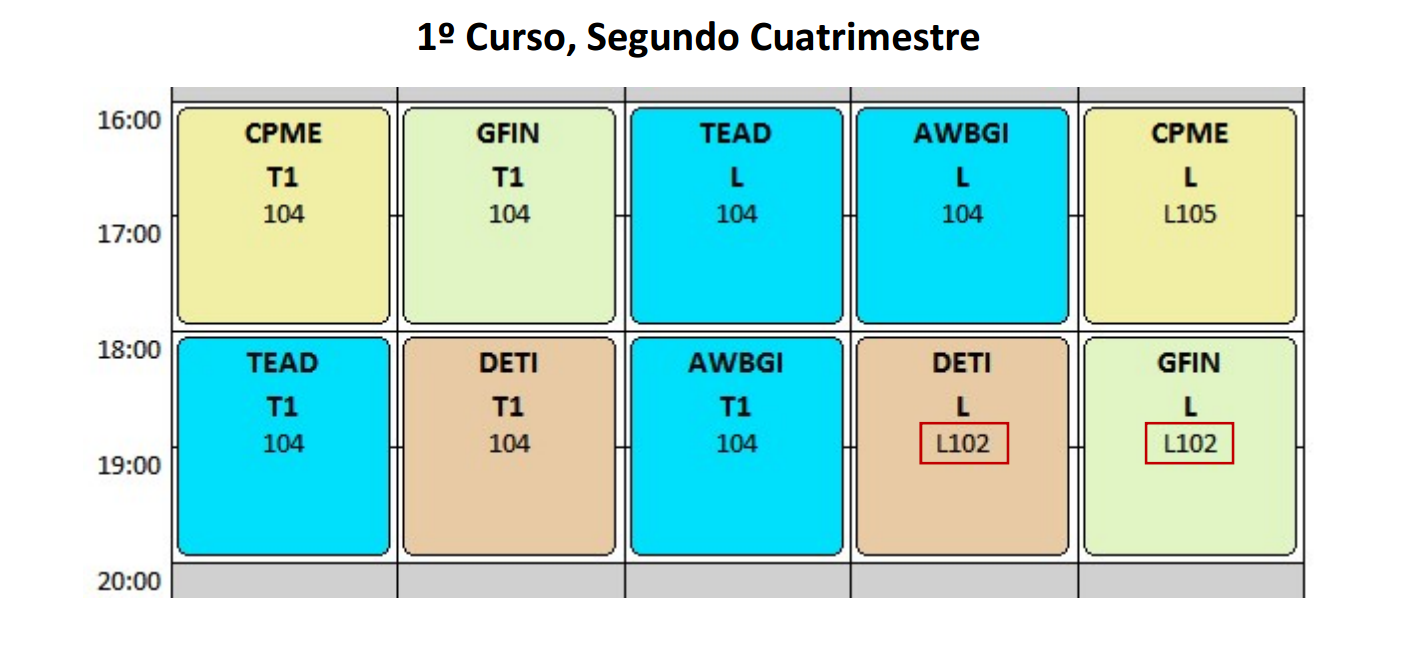 1º Curso, Segundo Cuatrimestre
16:00
CPME
T1
104
GFIN
T1
104
TEAD
L
104
AWBGI
L
104
CPME
L
L105
17:00
18:00
TEAD
T1
104
DETI
T1
104
AWBGI
T1
104
DETI
L
L102
GFIN
L
L102
19:00
20:00